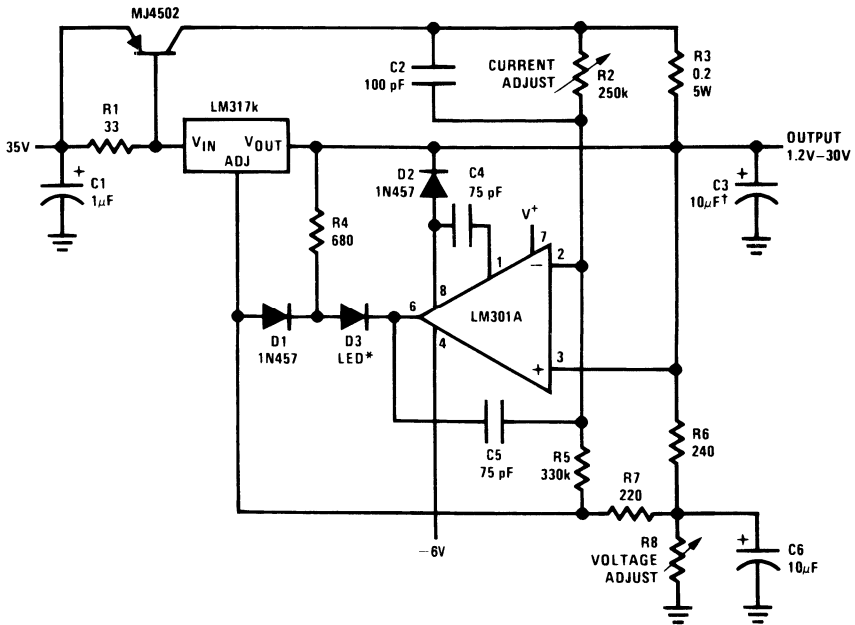 MJ4502
R1
33
35V
C1
1µF
+
LM317k
VIN
VOUT
ADJ
C2
100 pF
CURRENT
ADJUST
R2
250k
R3
0.2
5W
OUTPUT
1.2V–30V
+
C3
10µF†
D2
1N457
C4
75 pF
R4
680
V+
7
1
2
−
8
6
LM301A
4
+
3
D1
1N457
D3
LED*
C5
75 pF
R5
330k
R6
240
R7
220
−6V
R8
VOLTAGE
ADJUST
+
C6
10µF